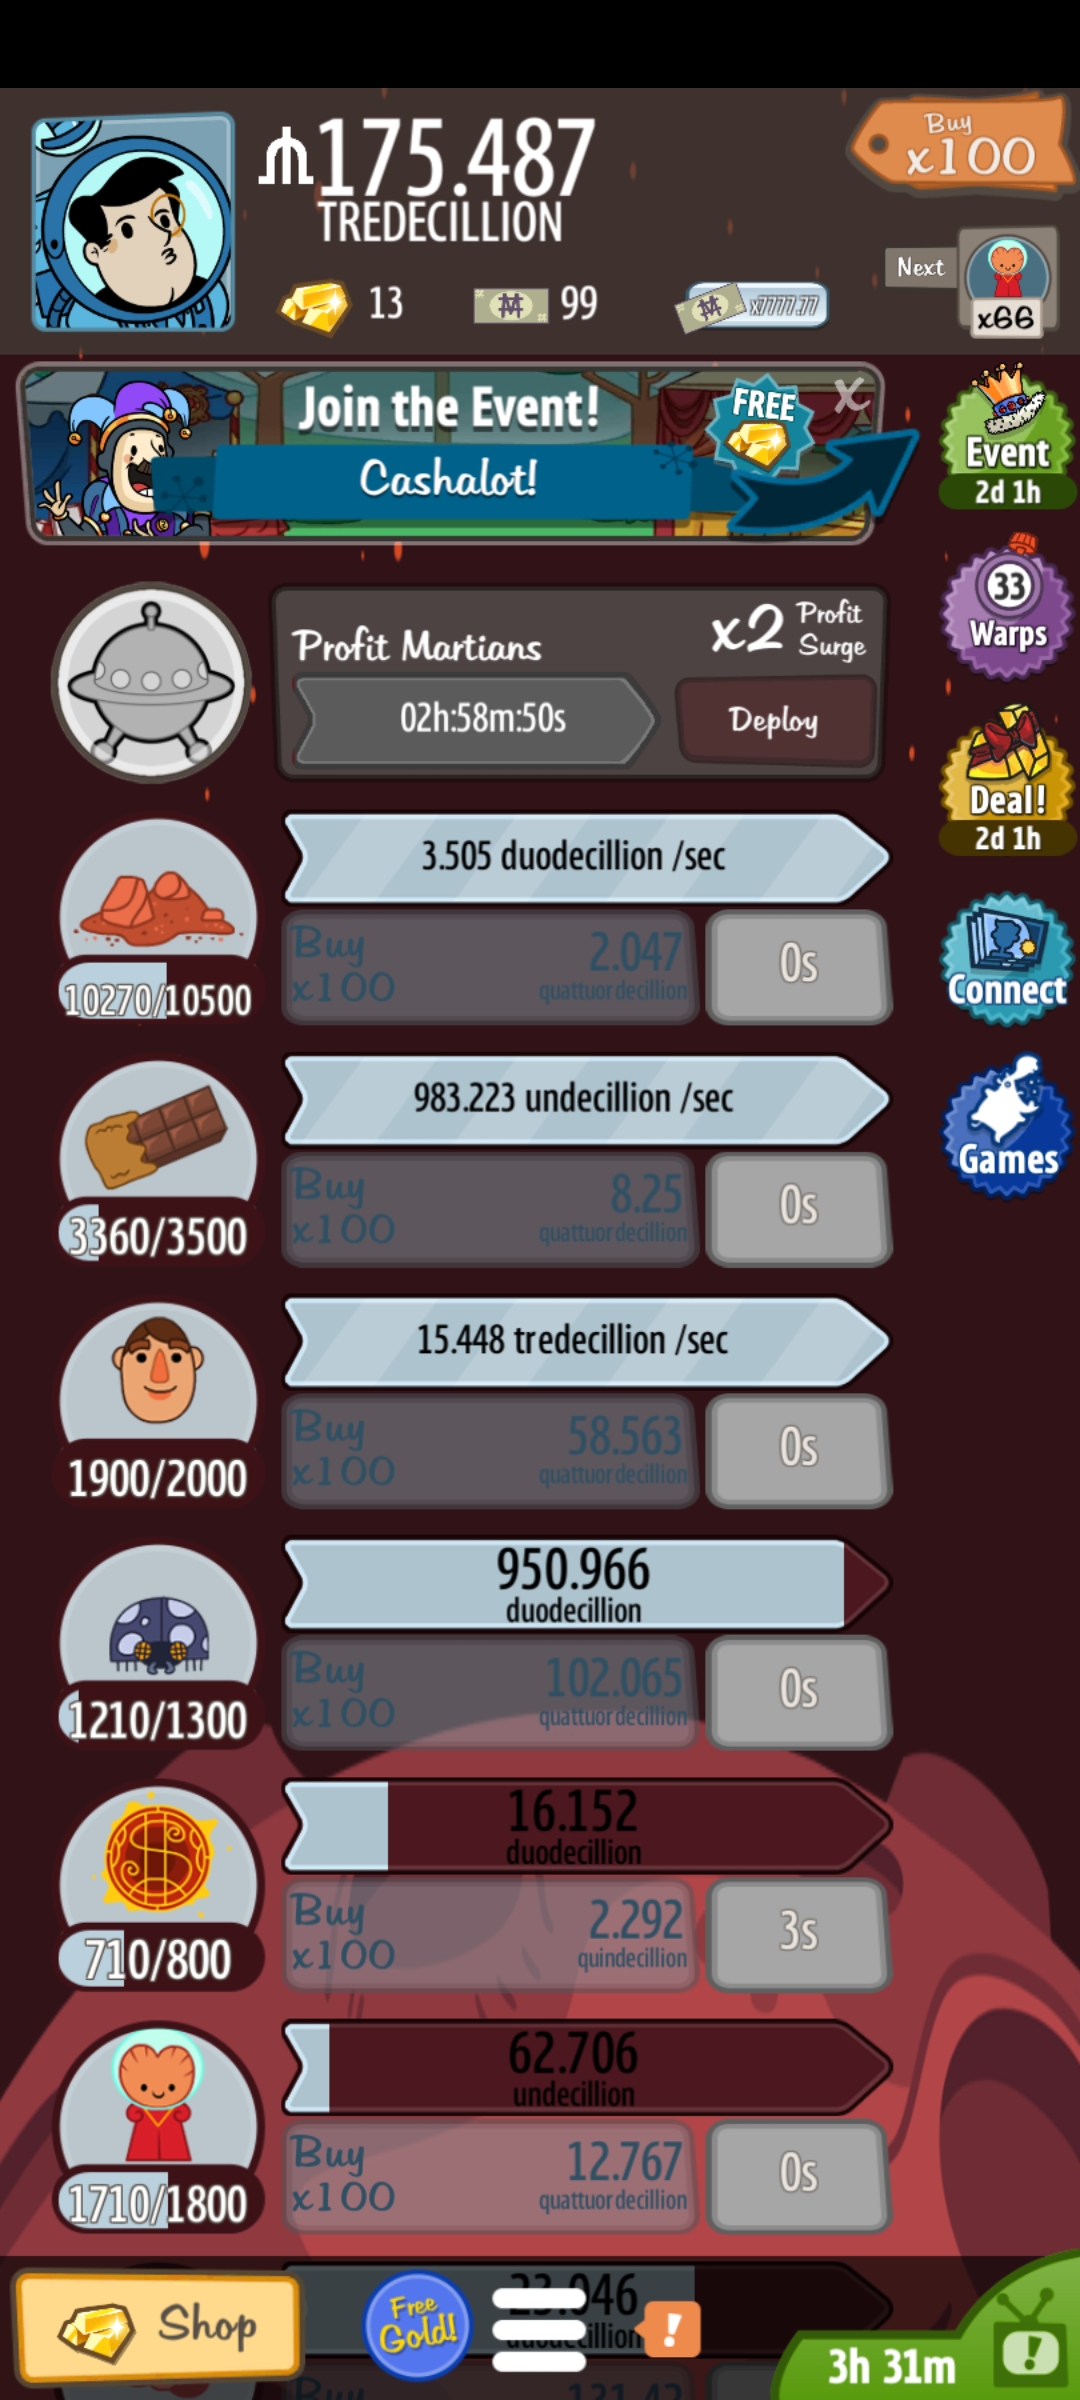 175.487
TREDECILLION
Buy
x100
13
99
x7777.77
Next
x66
Join the Event!
Cashalot!
FREE
X
Event
2d 1h
Profit Martians
x2 Profit Surge
02h:58m:50s
Deploy
33
Warps
Deal!
2d 1h
3.505 duodecillion /sec
10270/10500
Buy
x100
2.047
quattuordecillion
0s
Connect
983.223 undecillion /sec
3360/3500
Buy
x100
8.25
quattuordecillion
0s
Games
15.448 tredecillion /sec
1900/2000
Buy
x100
58.563
quattuordecillion
0s
950.966
duodecillion
1210/1300
Buy
x100
102.065
quattuordecillion
0s
16.152
duodecillion
710/800
Buy
x100
2.292
quindecillion
3s
62.706
undecillion
1710/1800
Buy
x100
12.767
quattuordecillion
0s
Shop
Free
Gold!
!
3h 31m
!